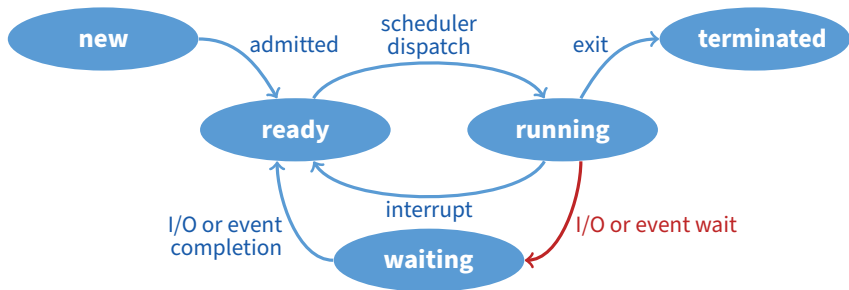 new
admitted
scheduler
dispatch
exit
terminated
ready
running
interrupt
I/O or event
completion
I/O or event wait
waiting